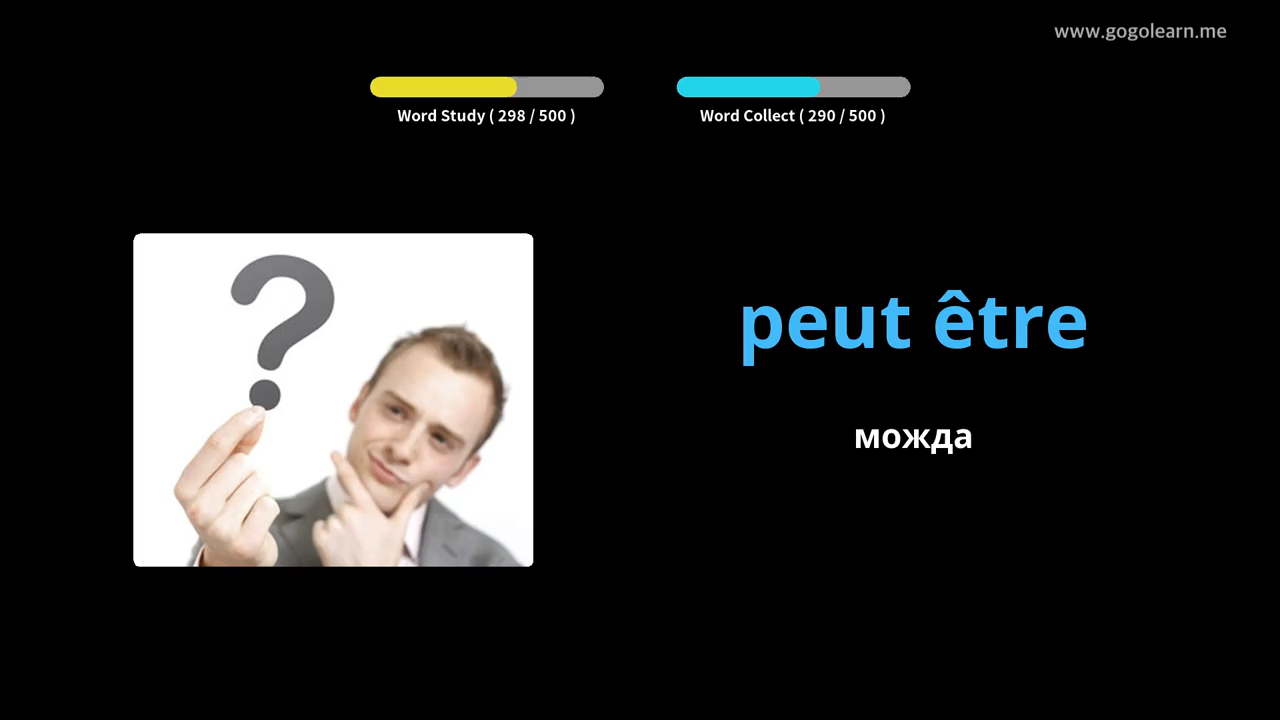 www.gogolearn.me
Word Study ( 298 / 500 )
Word Collect ( 290 / 500 )
?
peut être
можда